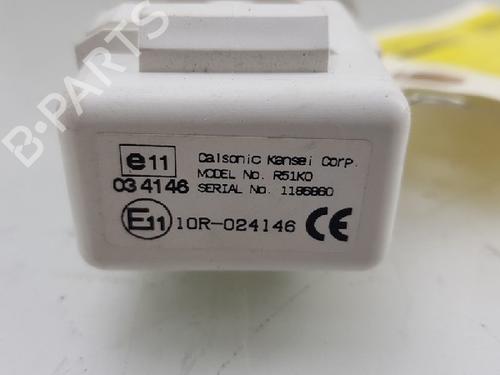 B-PARTS
e11
034146
Calsonic Kansei Corp.
MODEL No. R51K0
SERIAL No. 1186860
E11
10R-024146 CE